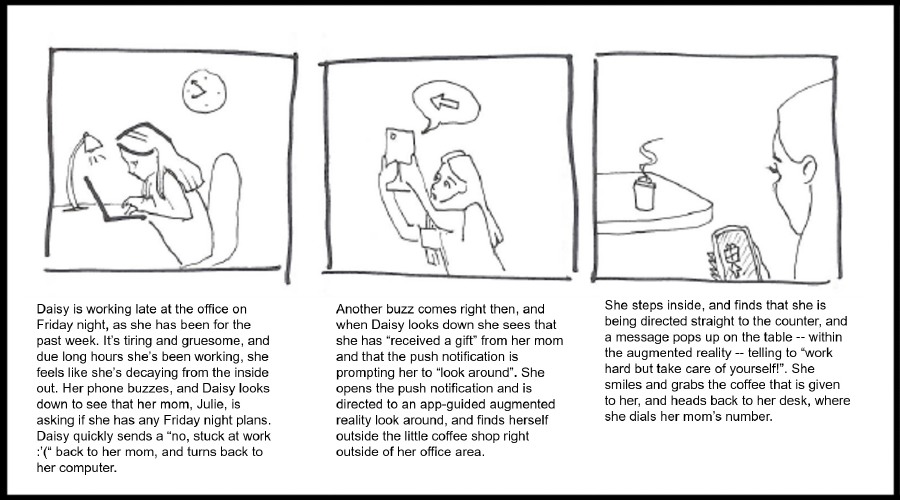 Daisy is working late at the office on
Friday night, as she has been for the
past week. It's tiring and gruesome, and
due long hours she's been working, she
feels like she's decaying from the inside
out. Her phone buzzes, and Daisy looks
down to see that her mom, Julie, is
asking if she has any Friday night plans.
Daisy quickly sends a “no, stuck at work
:'(“ back to her mom, and turns back to
her computer.
Another buzz comes right then, and
when Daisy looks down she sees that
she has “received a gift” from her mom
and that the push notification is
prompting her to “look around”. She
opens the push notification and is
directed to an app-guided augmented
reality look around, and finds herself
outside the little coffee shop right
outside of her office area.
She steps inside, and finds that she is
being directed straight to the counter, and
a message pops up on the table -- within
the augmented reality -- telling to “work
hard but take care of yourself!”. She
smiles and grabs the coffee that is given
to her, and heads back to her desk, where
she dials her mom's number.